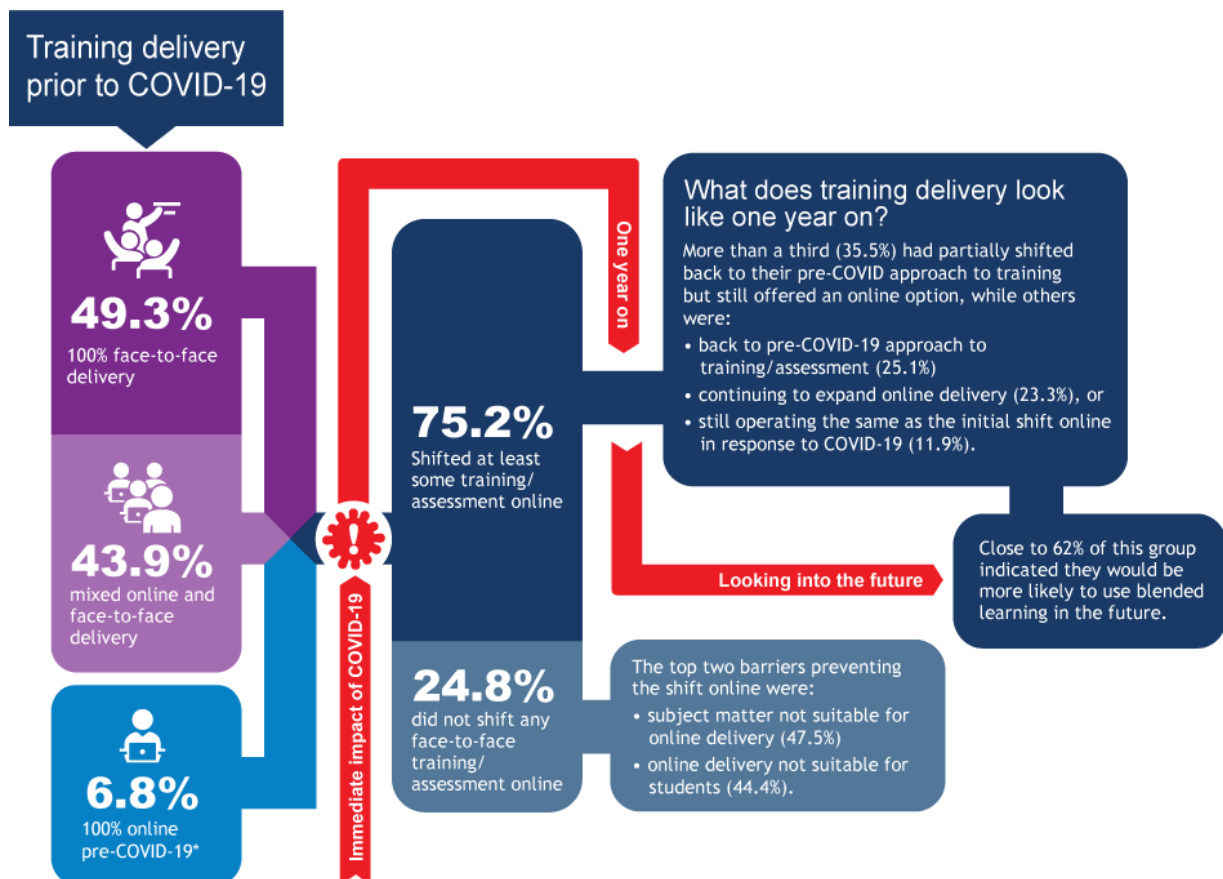 Training delivery
prior to COVID-19
49.3%
100% face-to-face
delivery
43.9%
mixed online and
face-to-face
delivery
6.8%
100% online
pre-COVID-19*
Immediate impact of COVID-19
75.2%
Shifted at least
some training/
assessment online
24.8%
did not shift any
face-to-face
training/
assessment online
One year on
What does training delivery look
like one year on?
More than a third (35.5%) had partially shifted
back to their pre-COVID approach to training
but still offered an online option, while others
were:
• back to pre-COVID-19 approach to
training/assessment (25.1%)
• continuing to expand online delivery (23.3%), or
• still operating the same as the initial shift online
in response to COVID-19 (11.9%).
Looking into the future
Close to 62% of this group
indicated they would be
more likely to use blended
learning in the future.
The top two barriers preventing
the shift online were:
• subject matter not suitable for
online delivery (47.5%)
• online delivery not suitable for
students (44.4%).